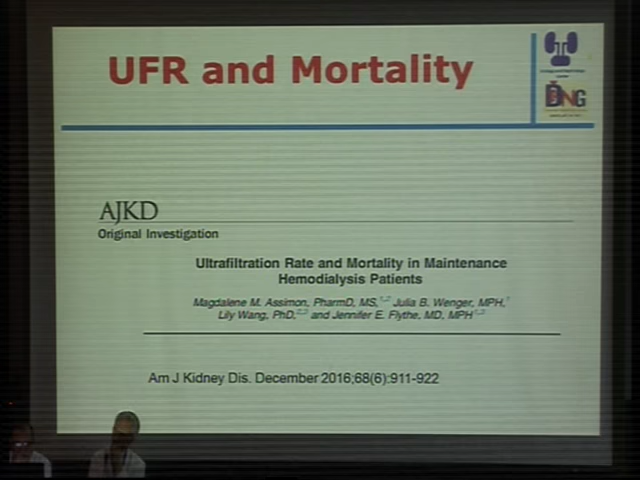 UFR and Mortality
AJKD
Original Investigation
Ultrafiltration Rate and Mortality in Maintenance
Hemodialysis Patients
Magdalene M. Assimon, PharmD, MS, Julia B. Wenger, MPH,
Lily Wang, PhD, and Jennifer E. Flythe, MD, MPH
Am J Kidney Dis. December 2016;68(6):911-922